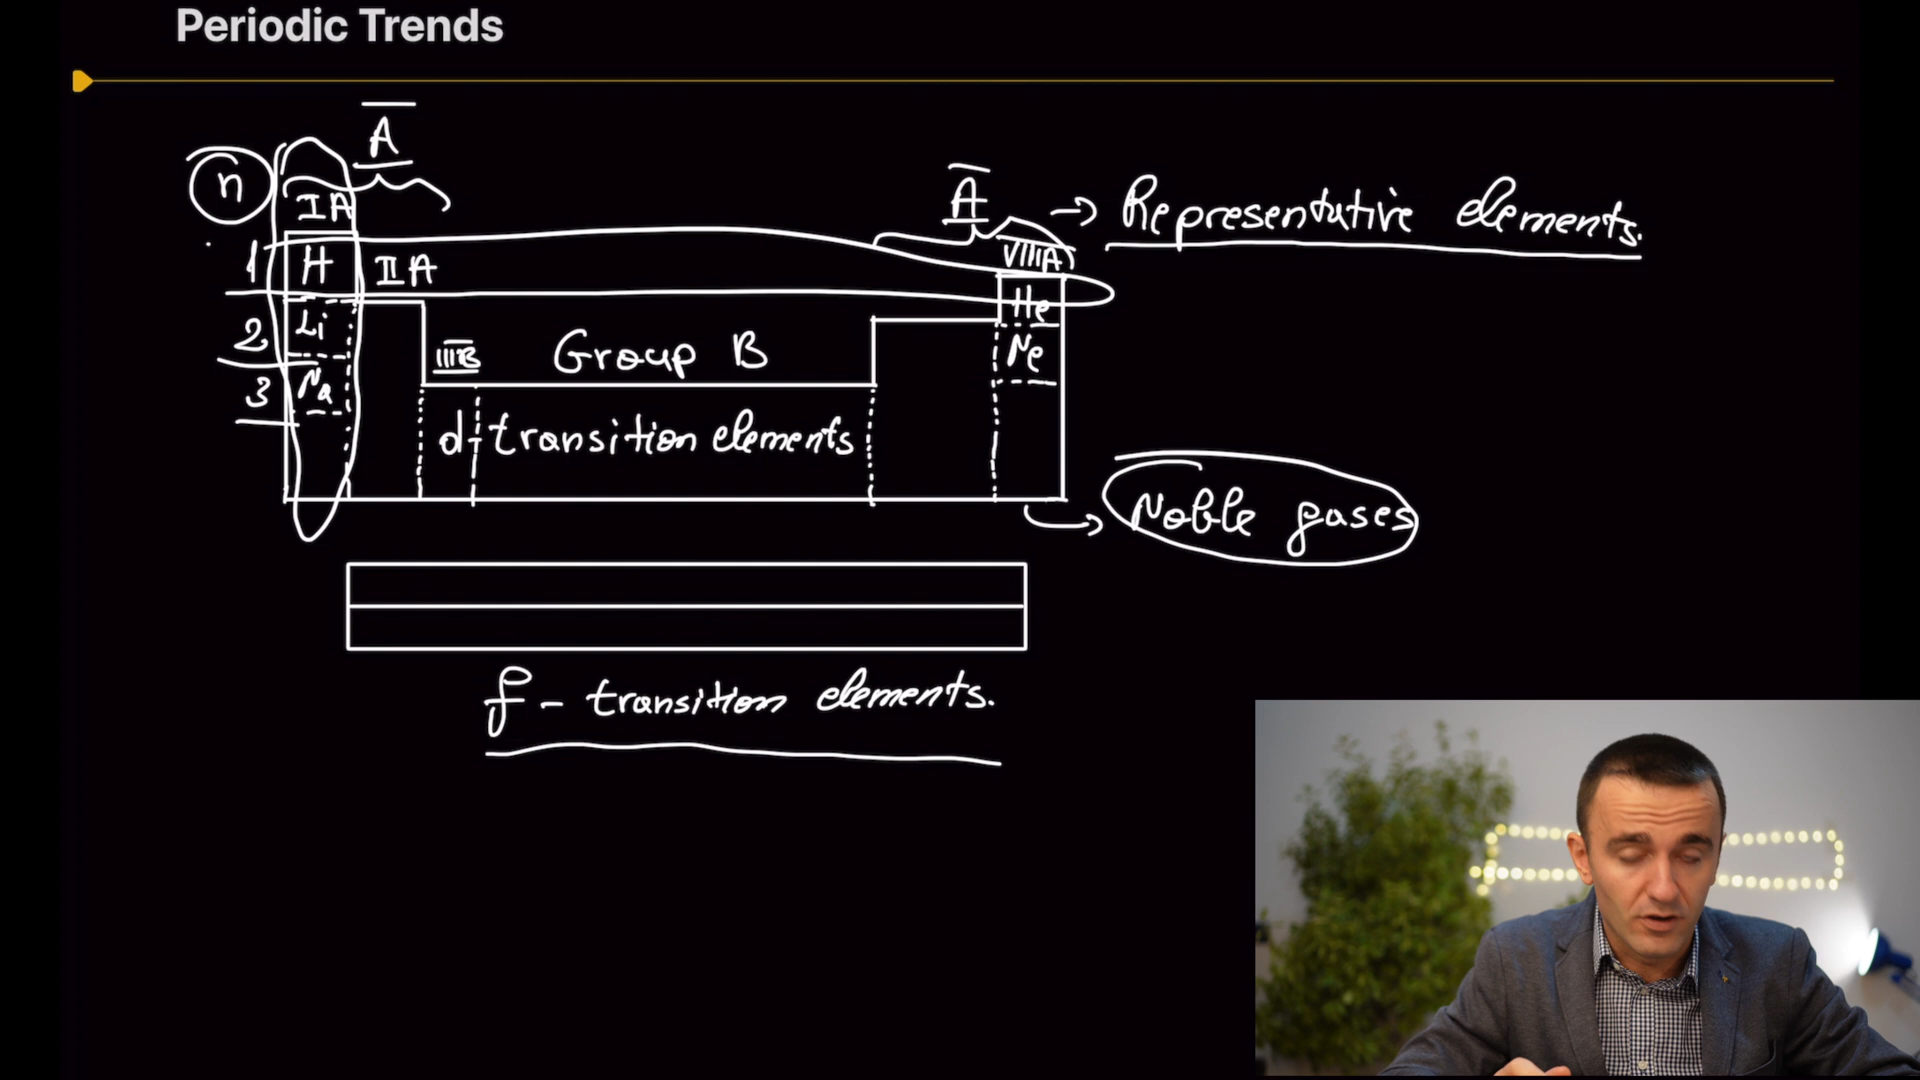 Periodic Trends
A
n
IA
A → Representative elements.
VIIIA
1 H IIA
He
2 Li
IIIB Group B
Ne
3 Na
d-transition elements
Noble gases
f - transition elements.